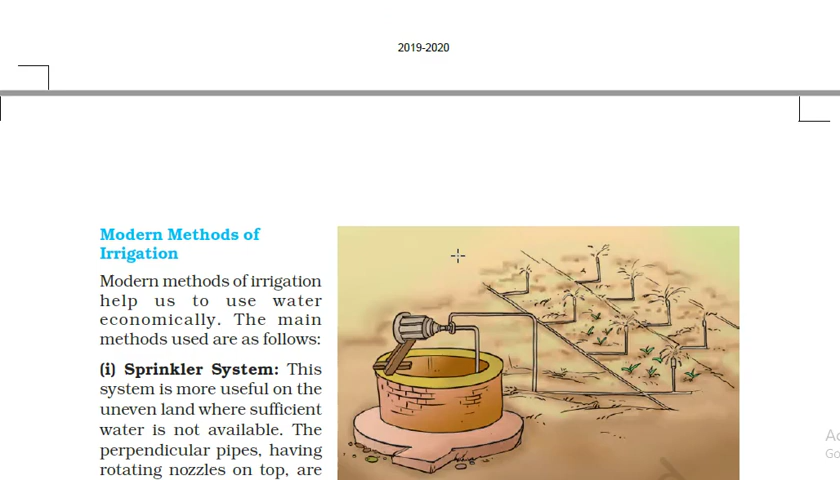 2019-2020
Modern Methods of
Irrigation
Modern methods of irrigation
help us to use water
economically. The main
methods used are as follows:
(i) Sprinkler System: This
system is more useful on the
uneven land where sufficient
water is not available. The
perpendicular pipes, having
rotating nozzles on top, are